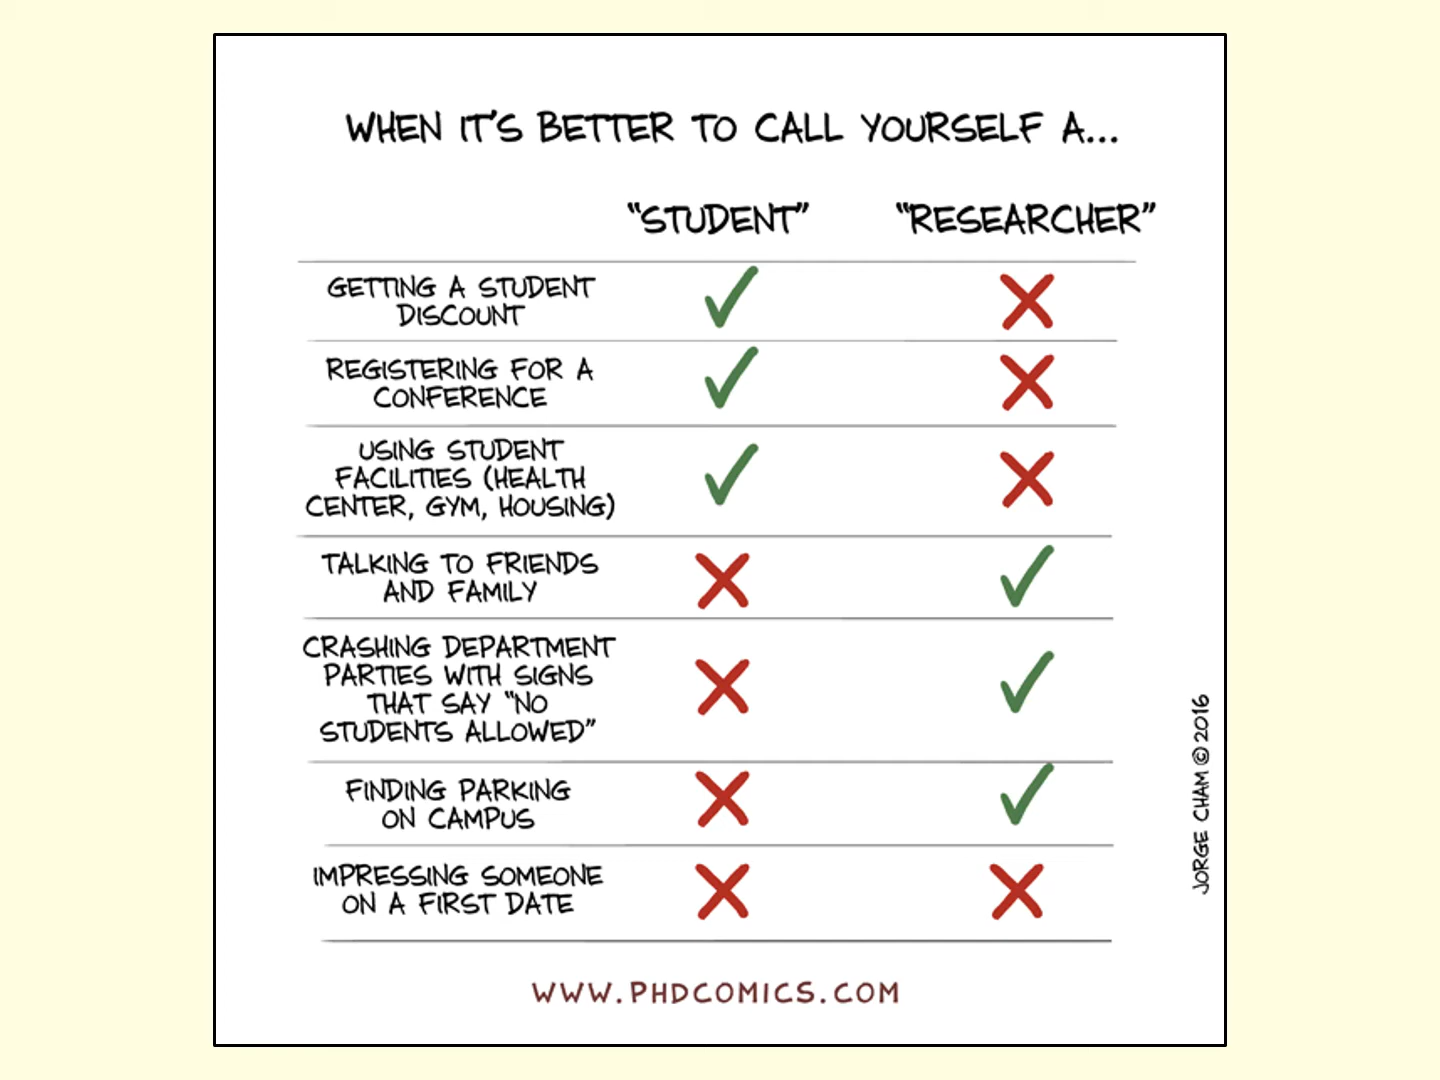 WHEN IT'S BETTER TO CALL YOURSELF A...
"STUDENT" "RESEARCHER"
GETTING A STUDENT
DISCOUNT
REGISTERING FOR A
CONFERENCE
USING STUDENT
FACILITIES (HEALTH
CENTER, GYM, HOUSING)
TALKING TO FRIENDS
AND FAMILY
CRASHING DEPARTMENT
PARTIES WITH SIGNS
THAT SAY "NO
STUDENTS ALLOWED"
FINDING PARKING
ON CAMPUS
IMPRESSING SOMEONE
ON A FIRST DATE
JORGE CHAM © 2016
WWW.PHDCOMICS.COM